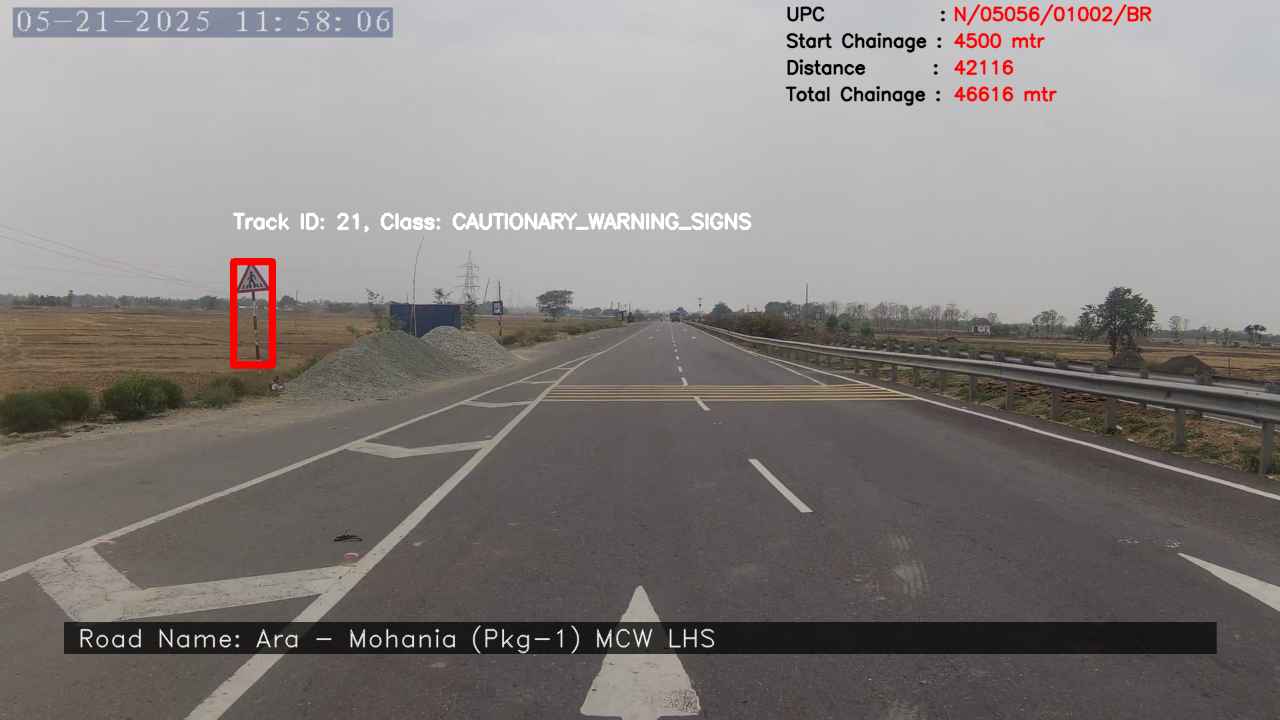 05-21-2025 11:58:06
UPC : N/05056/01002/BR
Start Chainage : 4500 mtr
Distance : 42116
Total Chainage : 46616 mtr
Track ID: 21, Class: CAUTIONARY_WARNING_SIGNS
Road Name: Ara - Mohania (Pkg-1) MCW LHS